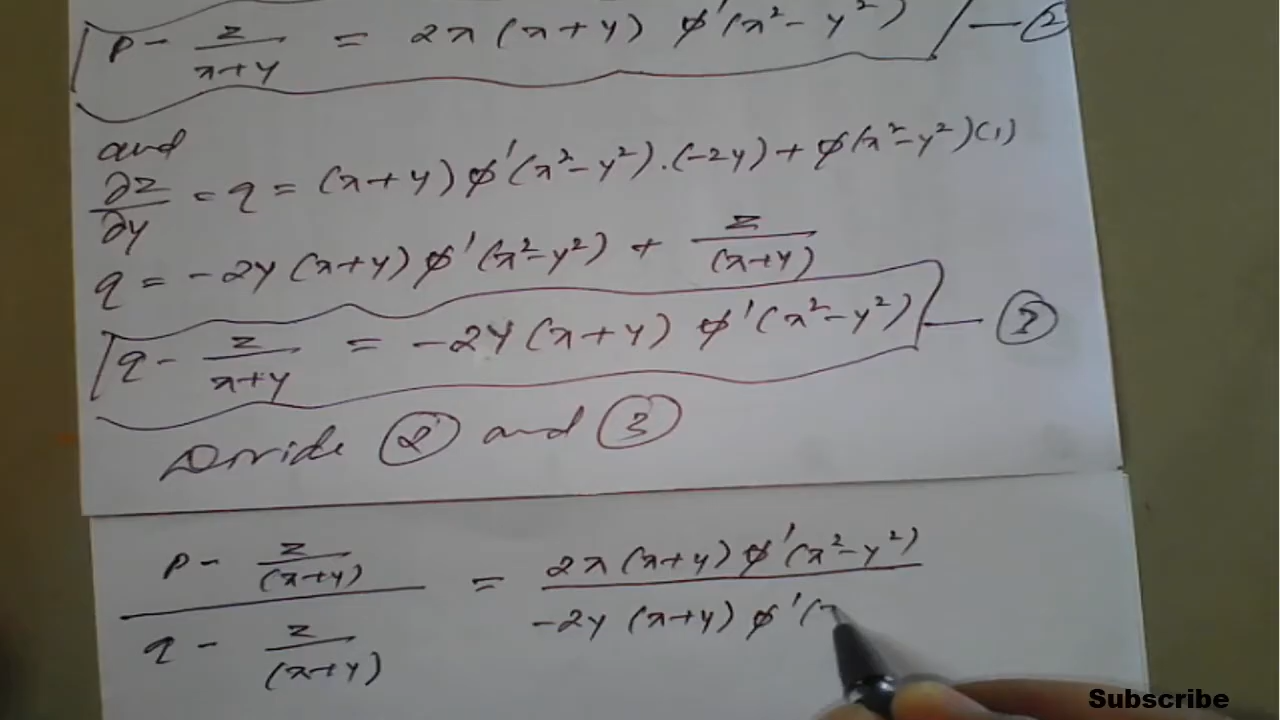 p - z/(x+y) = 2x(x+y) ϕ'(x² - y²) — ②
and
∂z/∂y = q = (x+y) ϕ'(x² - y²).(-2y) + ϕ(x² - y²)(1)
q = -2y(x+y) ϕ'(x² - y²) + z/(x+y)
q - z/(x+y) = -2y(x+y) ϕ'(x² - y²) — ③
Divide ② and ③
(p - z/(x+y))/(q - z/(x+y)) = 2x(x+y) ϕ'(x² - y²)/-2y(x+y) ϕ'(
Subscribe